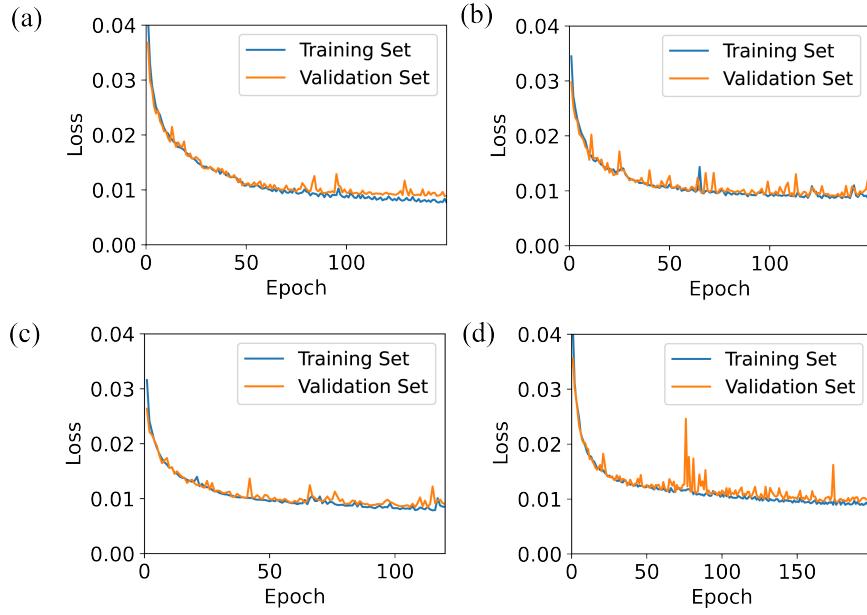 (a)
0.04
0.03
0.02
0.01
0.00
Loss
Training Set
Validation Set
0
50
100
Epoch
(b)
0.04
0.03
0.02
0.01
0.00
Loss
Training Set
Validation Set
0
50
100
Epoch
(c)
0.04
0.03
0.02
0.01
0.00
Loss
Training Set
Validation Set
0
50
100
Epoch
(d)
0.04
0.03
0.02
0.01
0.00
Loss
Training Set
Validation Set
0
50
100
150
Epoch